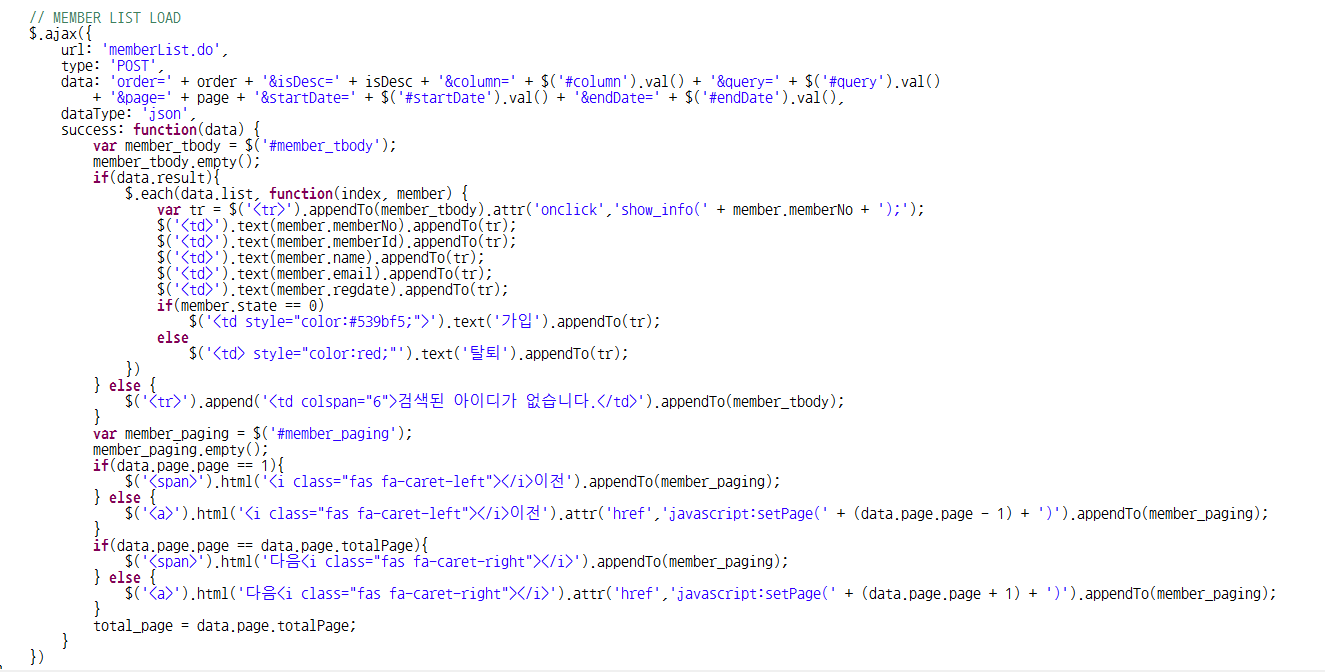 // MEMBER LIST LOAD
$.ajax({
    url: 'memberList.do',
    type: 'POST',
    data: 'order=' + order + '&isDesc=' + isDesc + '&column=' + $('#column').val() + '&query=' + $('#query').val()
        + '&page=' + page + '&startDate=' + $('#startDate').val() + '&endDate=' + $('#endDate').val(),
    dataType: 'json',
    success: function(data) {
        var member_tbody = $('#member_tbody');
        member_tbody.empty();
        if(data.result){
            $.each(data.list, function(index, member) {
                var tr = $('<tr>').appendTo(member_tbody).attr('onclick','show_info(' + member.memberNo + ');');
                $('<td>').text(member.memberNo).appendTo(tr);
                $('<td>').text(member.memberId).appendTo(tr);
                $('<td>').text(member.name).appendTo(tr);
                $('<td>').text(member.email).appendTo(tr);
                $('<td>').text(member.regdate).appendTo(tr);
                if(member.state == 0)
                    $('<td style="color:#539bf5;">').text('가입').appendTo(tr);
                else
                    $('<td> style="color:red;"').text('탈퇴').appendTo(tr);
            })
        } else {
            $('<tr>').append('<td colspan="6">검색된 아이디가 없습니다.</td>').appendTo(member_tbody);
        }
        var member_paging = $('#member_paging');
        member_paging.empty();
        if(data.page.page == 1){
            $('<span>').html('<i class="fas fa-caret-left"></i>이전').appendTo(member_paging);
        } else {
            $('<a>').html('<i class="fas fa-caret-left"></i>이전').attr('href','javascript:setPage(' + (data.page.page - 1) + ')').appendTo(member_paging);
        }
        if(data.page.page == data.page.totalPage){
            $('<span>').html('다음<i class="fas fa-caret-right"></i>').appendTo(member_paging);
        } else {
            $('<a>').html('다음<i class="fas fa-caret-right"></i>').attr('href','javascript:setPage(' + (data.page.page + 1) + ')').appendTo(member_paging);
        }
        total_page = data.page.totalPage;
    }
})